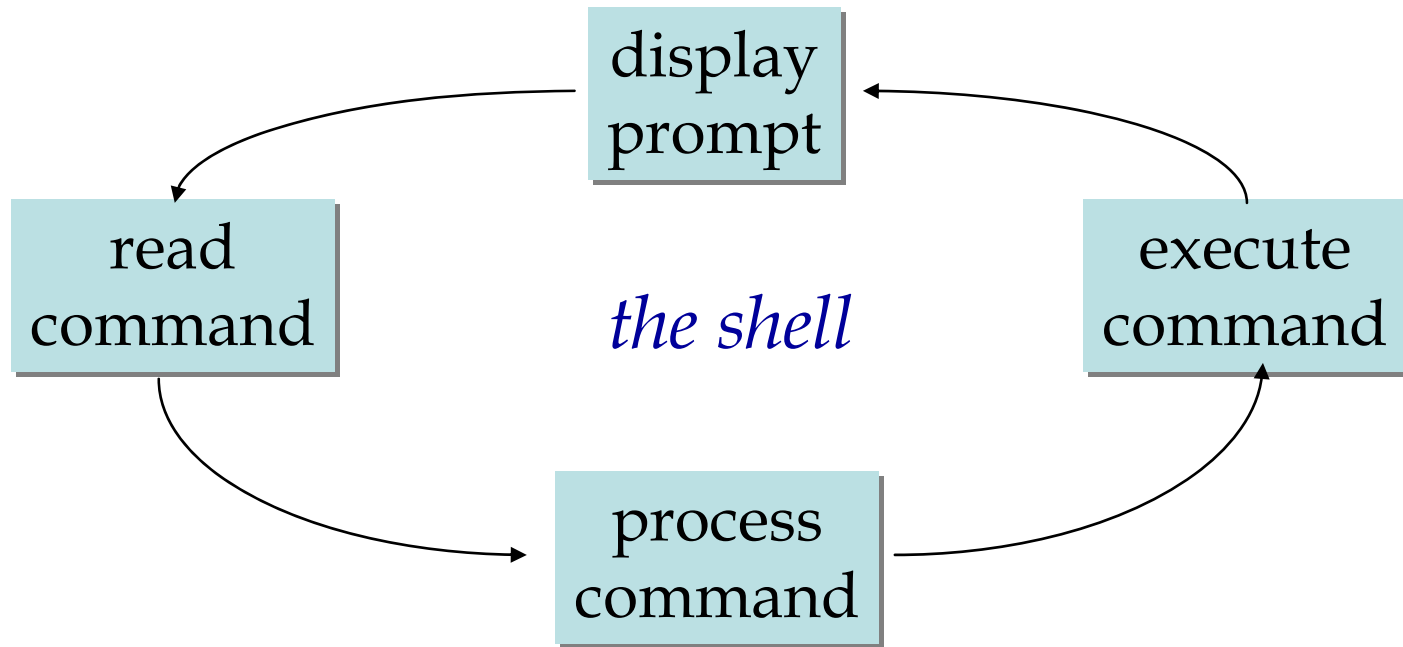 display
prompt
read
command
execute
command
the shell
process
command